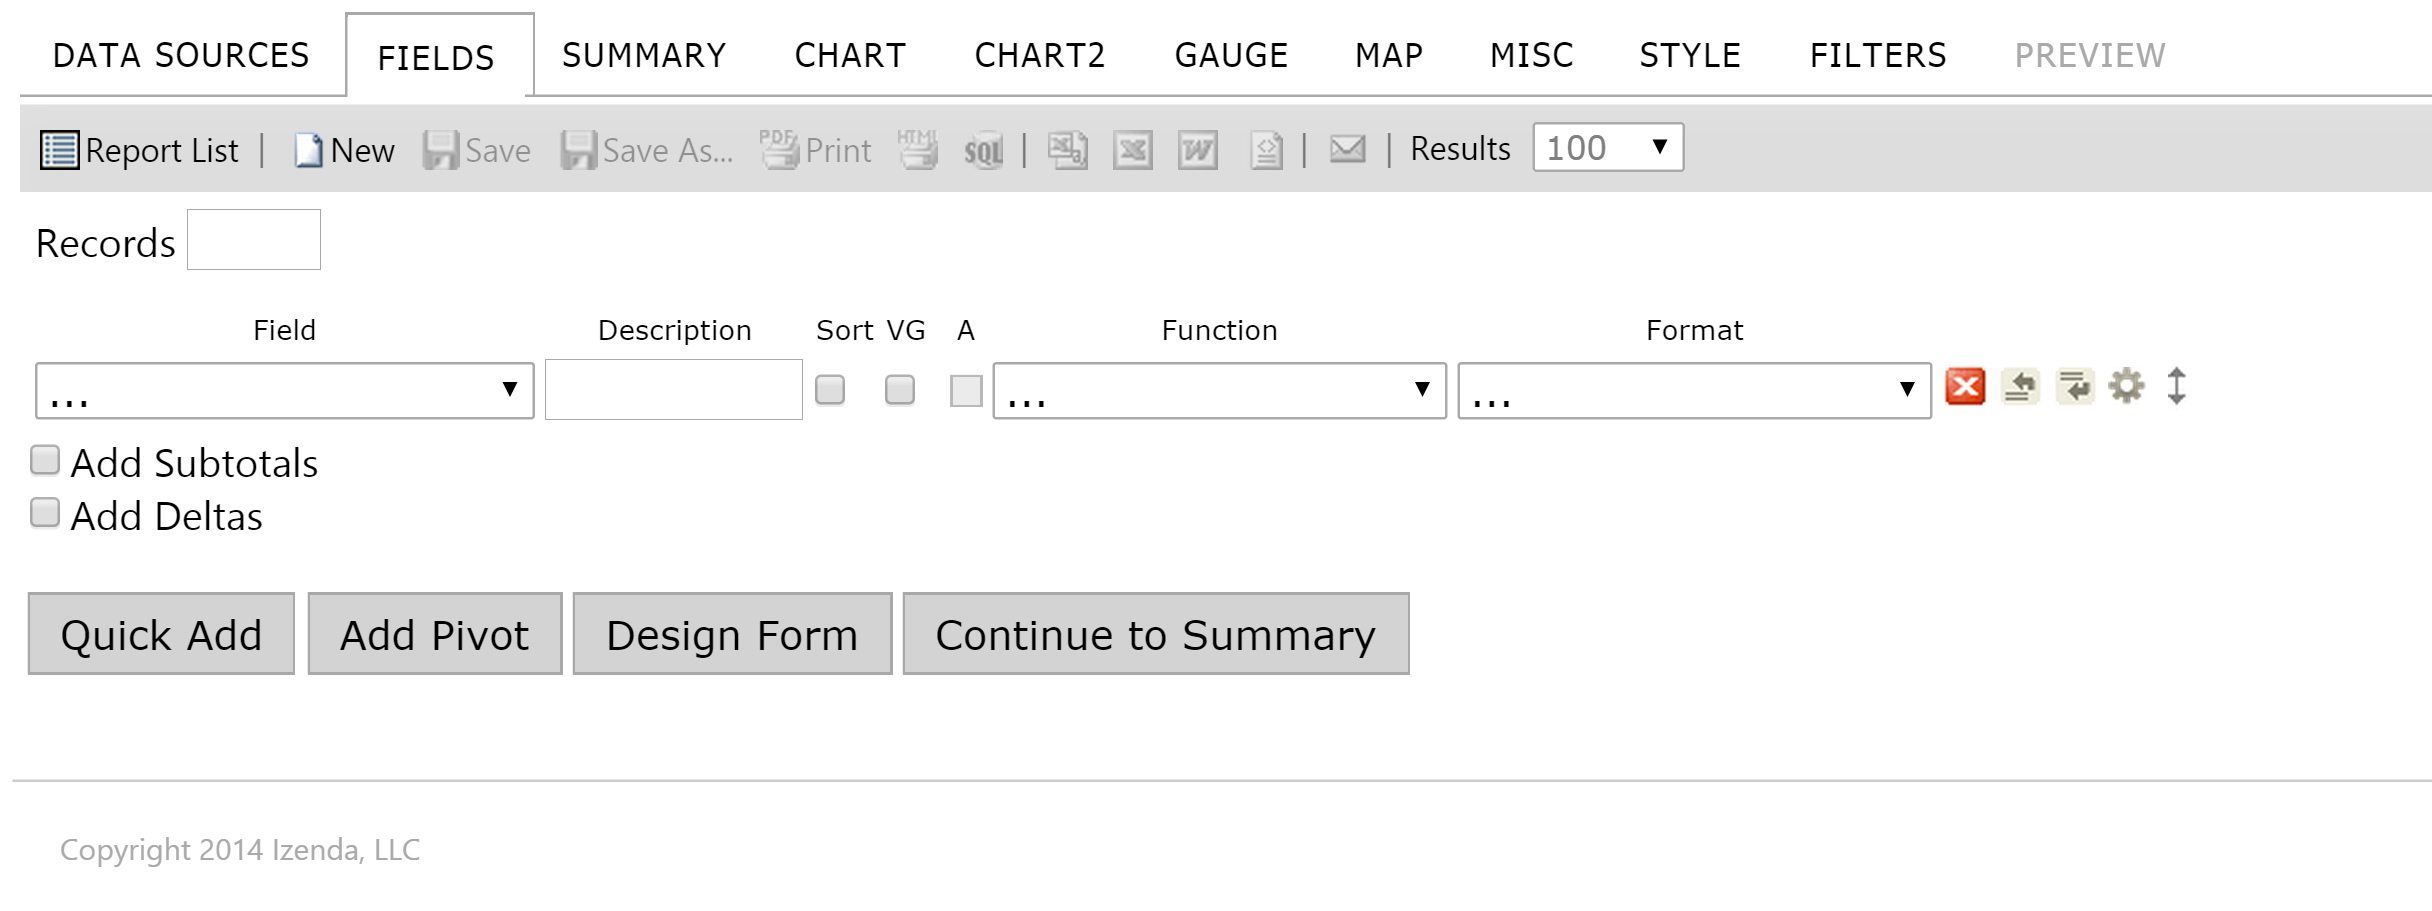 DATA SOURCES FIELDS SUMMARY CHART CHART2 GAUGE MAP MISC STYLE FILTERS PREVIEW
Report List | New Save Save As... PDF Print HTML SQL | | | Results 100
Records
Field Description Sort VG A Function Format
... ... ...
Add Subtotals
Add Deltas
Quick Add Add Pivot Design Form Continue to Summary
Copyright 2014 Izenda, LLC